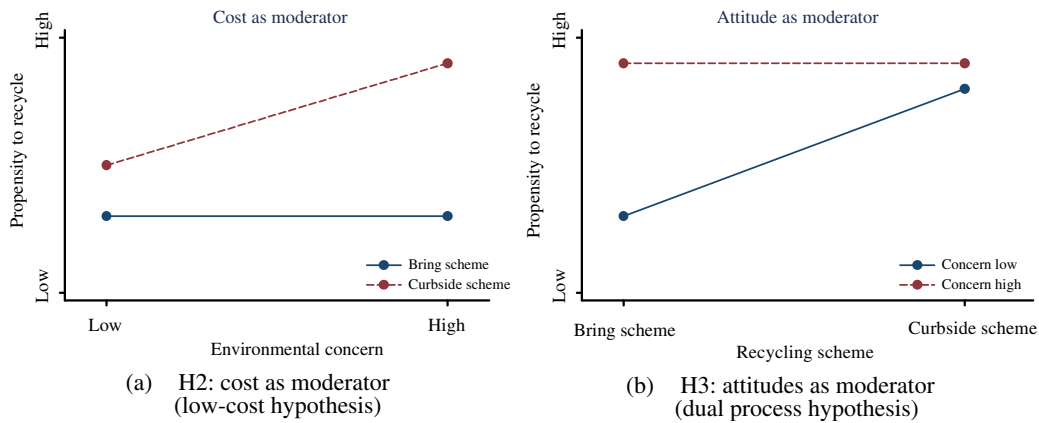 Cost as moderator
High
Propensity to recycle
Low
Bring scheme
Curbside scheme
Low
High
Environmental concern
(a) H2: cost as moderator
(low-cost hypothesis)
Attitude as moderator
High
Propensity to recycle
Low
Concern low
Concern high
Bring scheme
Curbside scheme
Recycling scheme
(b) H3: attitudes as moderator
(dual process hypothesis)